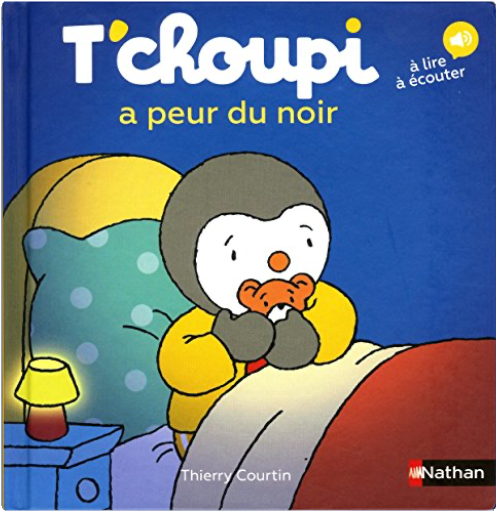 T'choupi
a peur du noir
à lire
à écouter
Thierry Courtin
Nathan